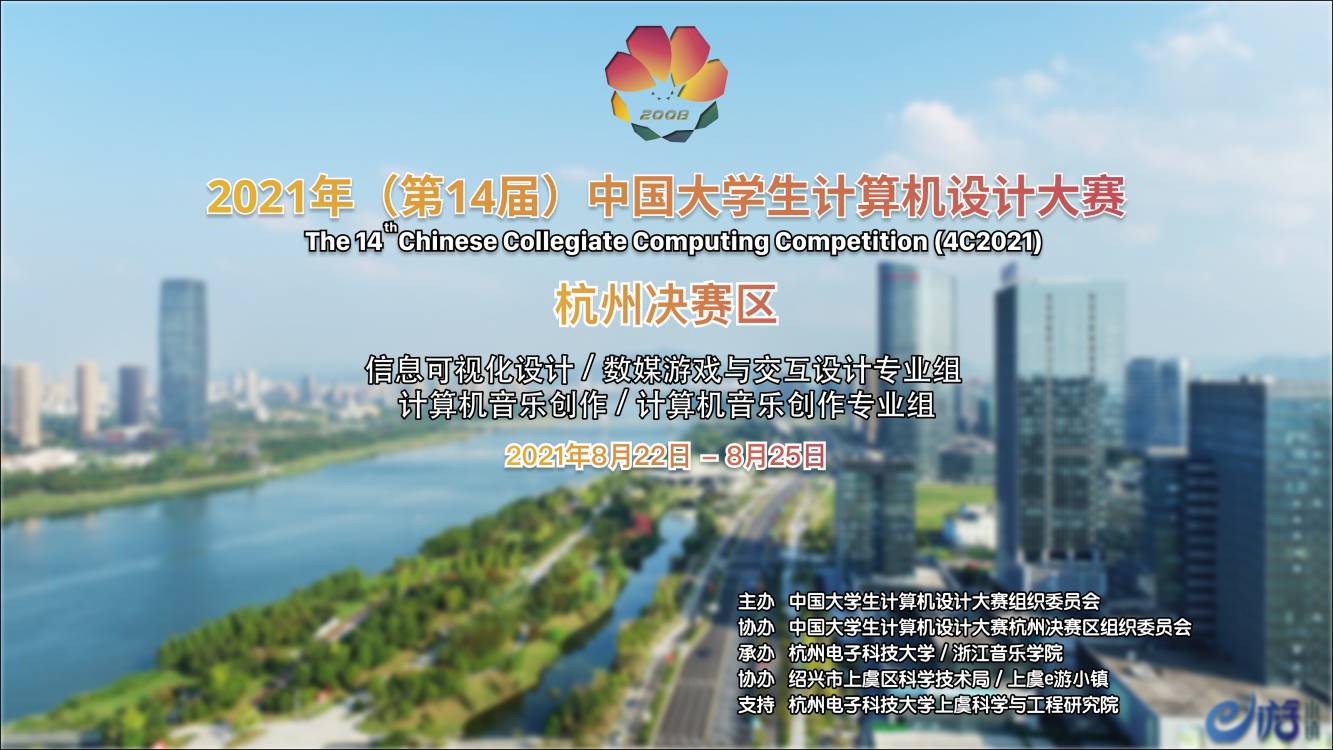 2008
2021年（第14届）中国大学生计算机设计大赛
The 14th Chinese Collegiate Computing Competition (4C2021)
杭州决赛区
信息可视化设计 / 数媒游戏与交互设计专业组
计算机音乐创作 / 计算机音乐创作专业组
2021年8月22日 – 8月25日
主办 中国大学生计算机设计大赛组织委员会
协办 中国大学生计算机设计大赛杭州决赛区组织委员会
承办 杭州电子科技大学 / 浙江音乐学院
协办 绍兴市上虞区科学技术局 / 上虞e游小镇
支持 杭州电子科技大学上虞科学与工程研究院
e游小镇